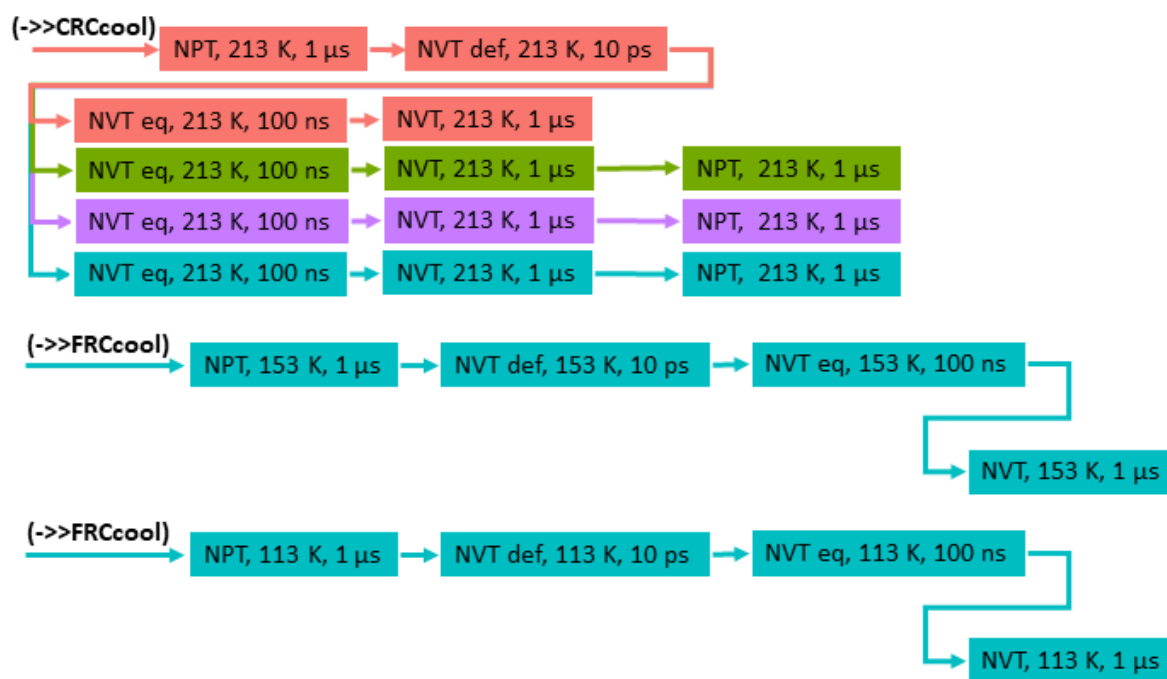 (->>CRCcool)
NPT, 213 K, 1 μs
NVT def, 213 K, 10 ps
NVT eq, 213 K, 100 ns
NVT, 213 K, 1 μs
NVT eq, 213 K, 100 ns
NVT, 213 K, 1 μs
NPT,  213 K, 1 μs
NVT eq, 213 K, 100 ns
NVT, 213 K, 1 μs
NPT,  213 K, 1 μs
NVT eq, 213 K, 100 ns
NVT, 213 K, 1 μs
NPT,  213 K, 1 μs
(->>FRCcool)
NPT, 153 K, 1 μs
NVT def, 153 K, 10 ps
NVT eq, 153 K, 100 ns
NVT, 153 K, 1 μs
(->>FRCcool)
NPT, 113 K, 1 μs
NVT def, 113 K, 10 ps
NVT eq, 113 K, 100 ns
NVT, 113 K, 1 μs